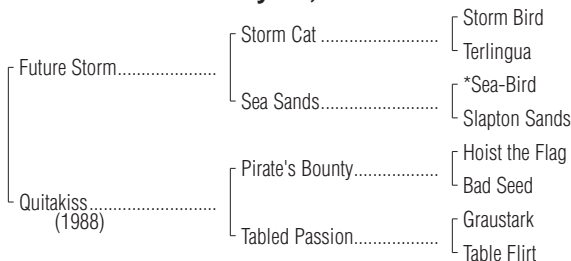 Storm Bird
Storm Cat ........................
Terlingua
Future Storm....................
*Sea-Bird
Sea Sands........................
Slapton Sands
Hoist the Flag
Pirate's Bounty.................
Bad Seed
Quitakiss.........................
(1988)
Graustark
Tabled Passion.................
Table Flirt